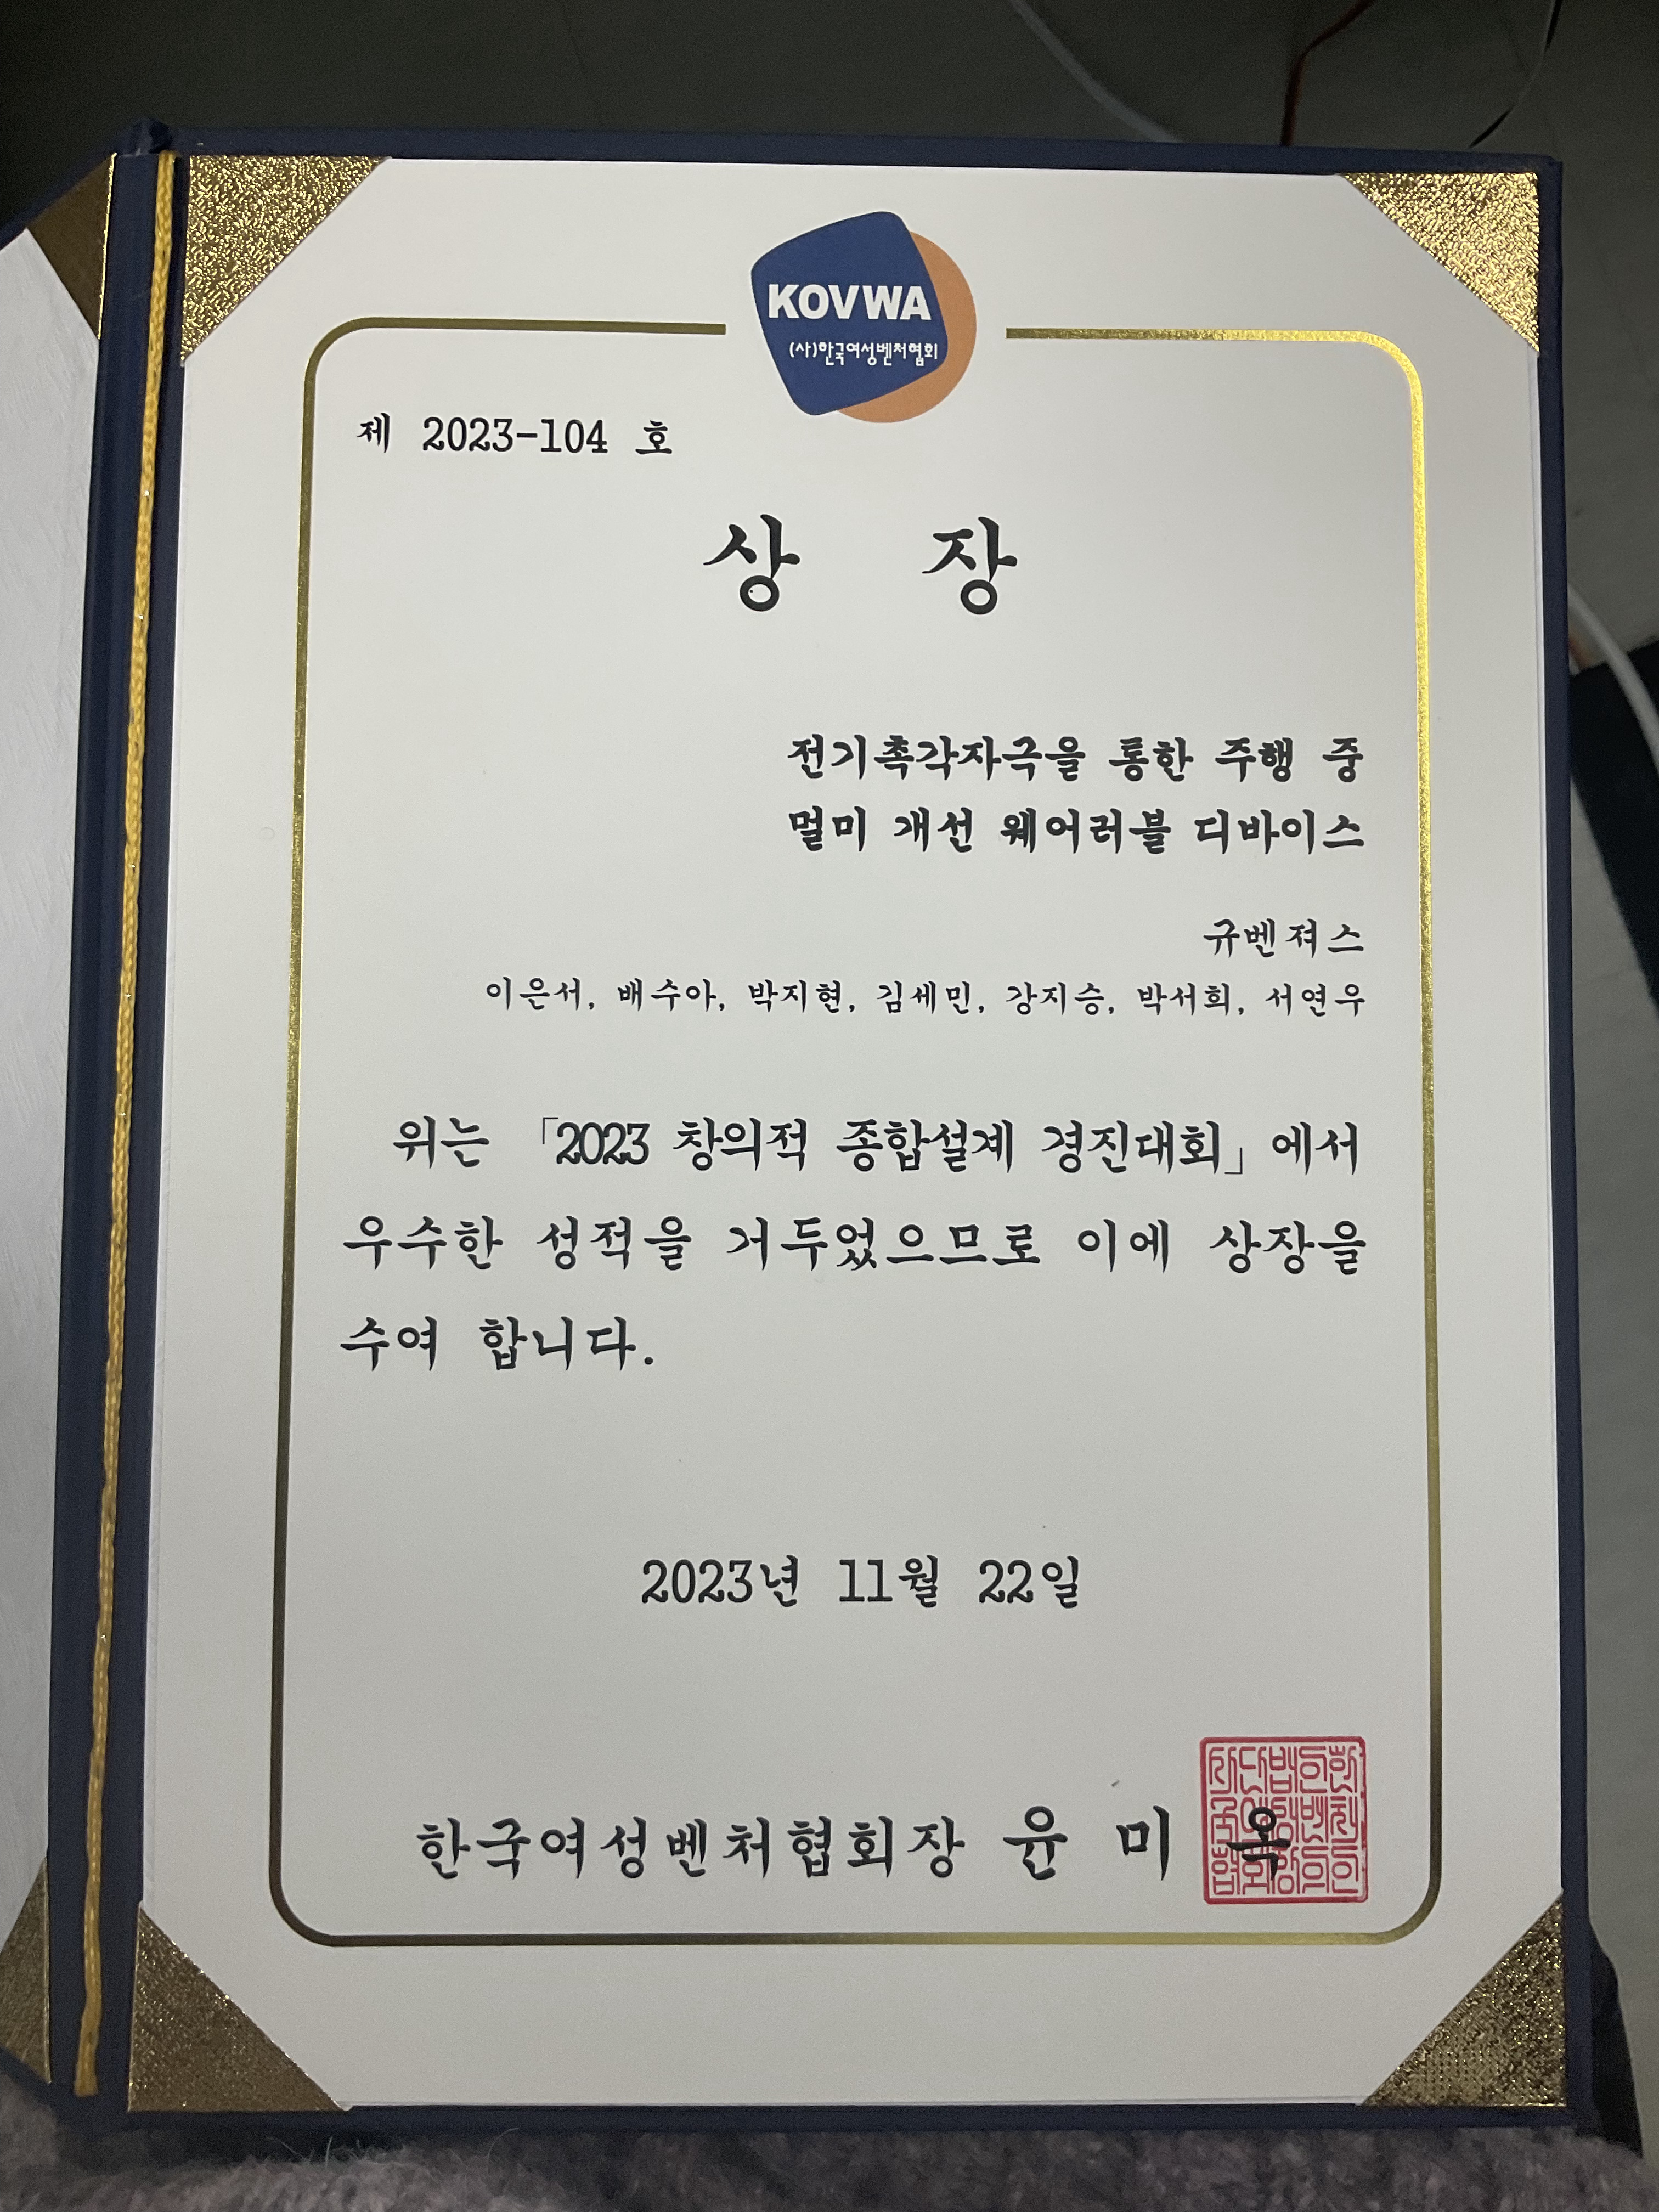 KOVWA
(사)한국여성벤처협회
제 2023-104 호
상 장
전기촉각자극을 통한 주행 중
멀미 개선 웨어러블 디바이스
규벤져스
이은서, 배수아, 박지현, 김세민, 강지승, 박서희, 서연우
위는 「2023 창의적 종합설계 경진대회」에서
우수한 성적을 거두었으므로 이에 상장을
수여 합니다.
2023년 11월 22일
한국여성벤처협회장 윤 미 옥